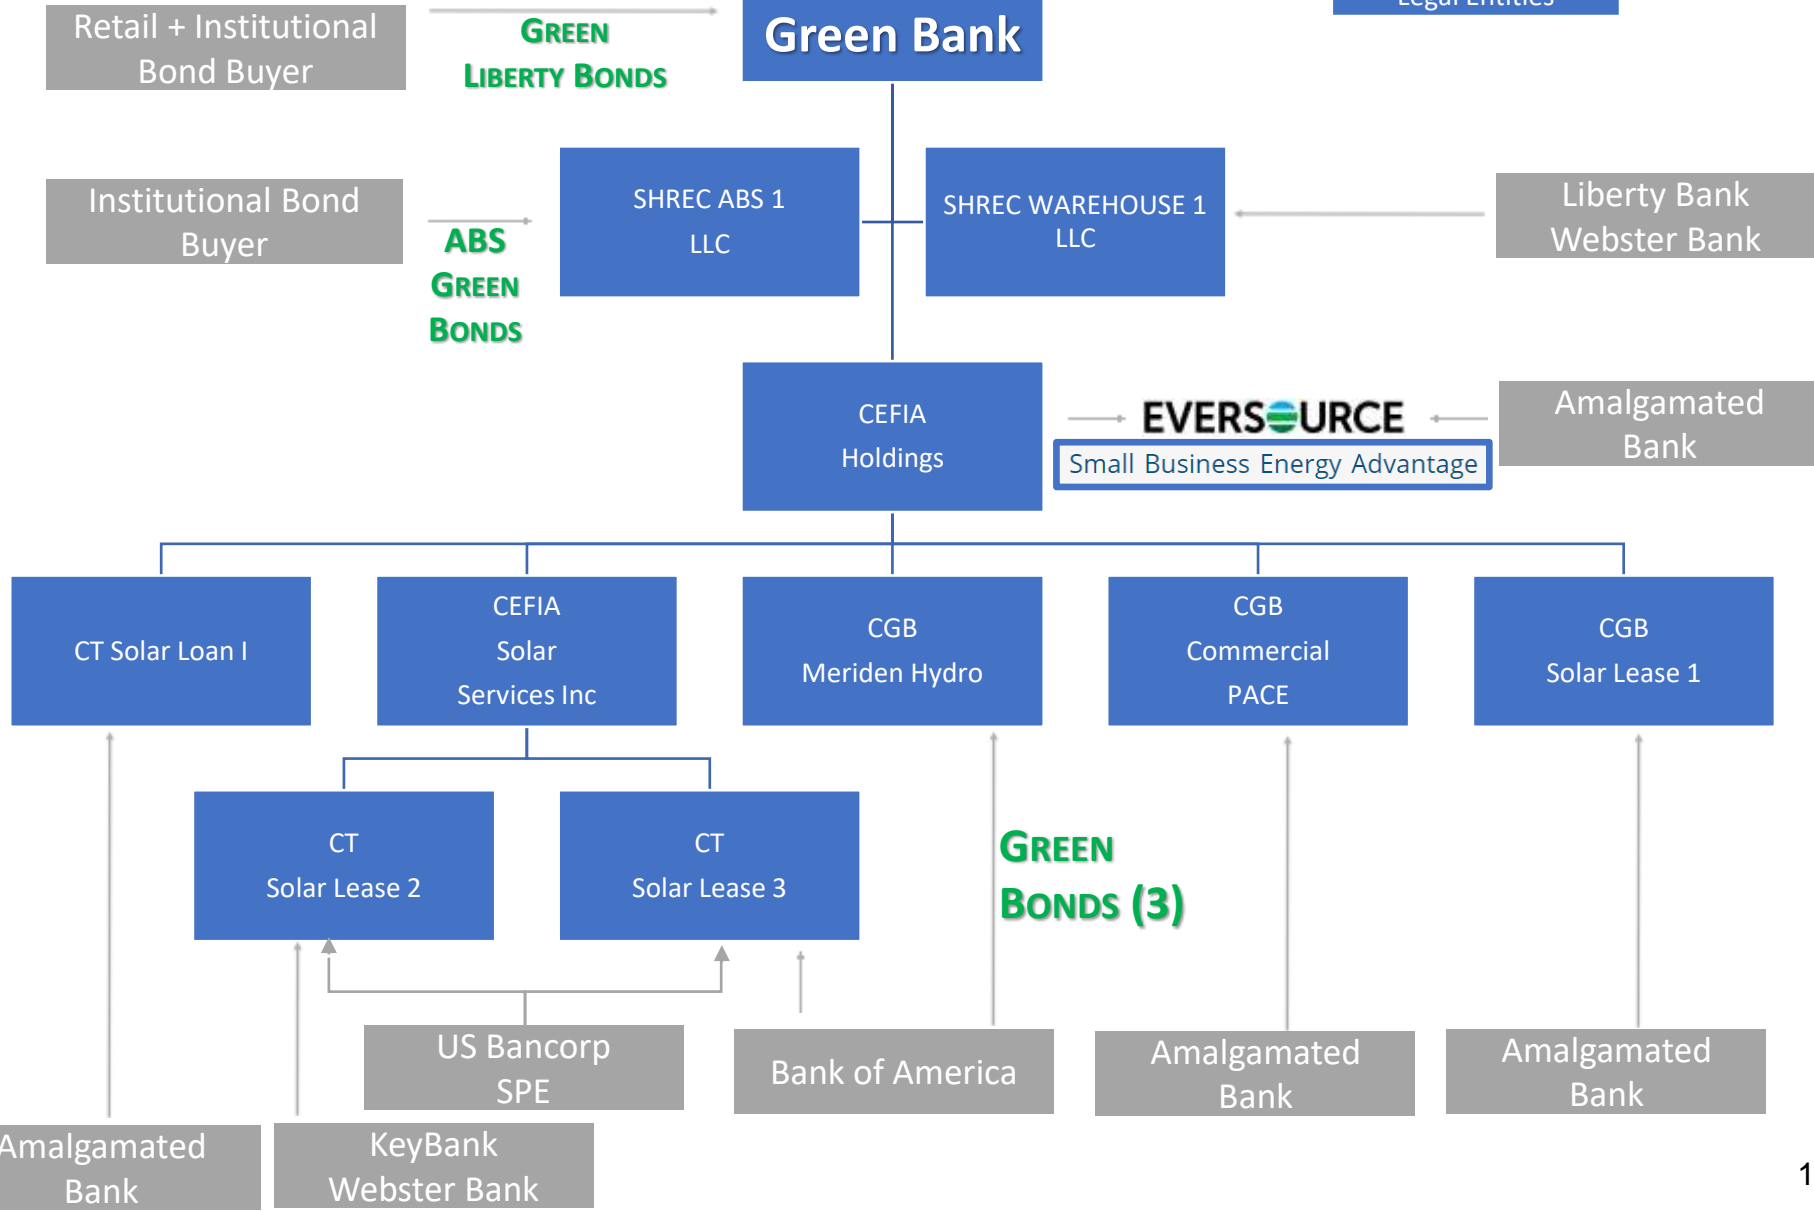 Legal Entities
Retail + Institutional
Bond Buyer
GREEN
LIBERTY BONDS
Green Bank
Institutional Bond
Buyer
ABS
GREEN
BONDS
SHREC ABS 1
LLC
SHREC WAREHOUSE 1
LLC
Liberty Bank
Webster Bank
CEFIA
Holdings
EVERSOURCE
Small Business Energy Advantage
Amalgamated
Bank
CT Solar Loan I
CEFIA
Solar
Services Inc
CGB
Meriden Hydro
CGB
Commercial
PACE
CGB
Solar Lease 1
CT
Solar Lease 2
CT
Solar Lease 3
GREEN
BONDS (3)
US Bancorp
SPE
Bank of America
Amalgamated
Bank
Amalgamated
Bank
Amalgamated
Bank
KeyBank
Webster Bank
1